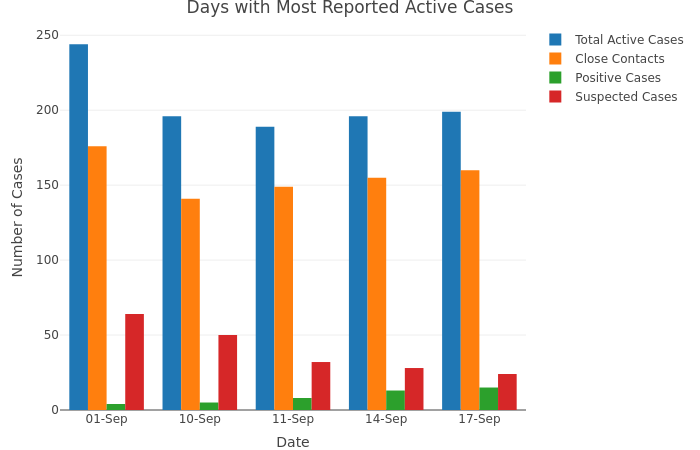 Days with Most Reported Active Cases
250
200
150
100
50
0
Number of Cases
01-Sep
10-Sep
11-Sep
14-Sep
17-Sep
Date
Total Active Cases
Close Contacts
Positive Cases
Suspected Cases